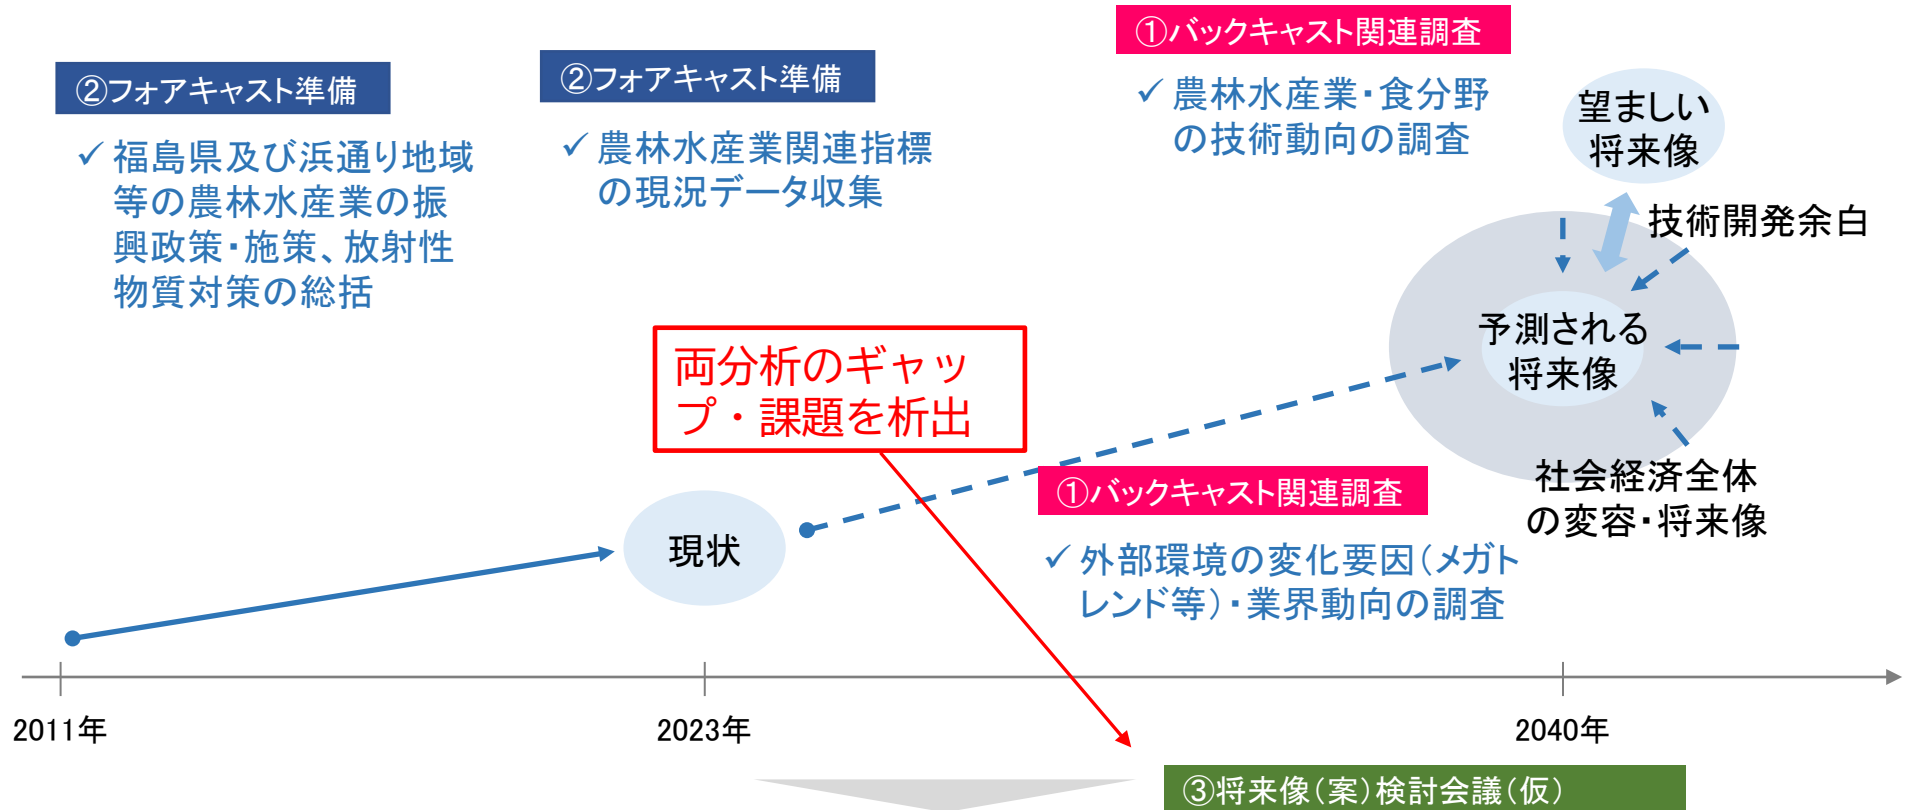 ②フォアキャスト準備
✓福島県及び浜通り地域
等の農林水産業の振
興政策・施策、放射性
物質対策の総括
②フォアキャスト準備
✓農林水産業関連指標
の現況データ収集
①バックキャスト関連調査
✓農林水産業・食分野
の技術動向の調査
望ましい
将来像
技術開発余白
予測される
将来像
両分析のギャッ
プ・課題を析出
①バックキャスト関連調査
✓外部環境の変化要因(メガト
レンド等)・業界動向の調査
社会経済全体
の変容・将来像
現状
2011年
2023年
2040年
③将来像(案)検討会議(仮)